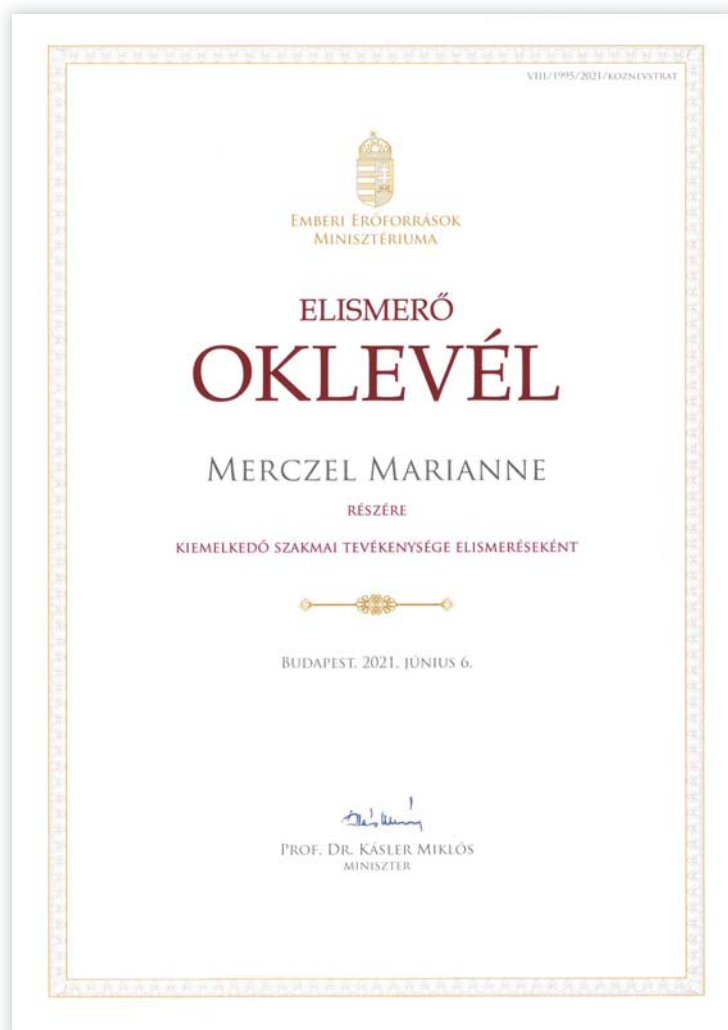 VIII/1995/2021/KOZNEVSTRAT
EMBERI ERŐFORRÁSOK
MINISZTÉRIUMA
ELISMERŐ
OKLEVÉL
MERCZEL MARIANNE
RÉSZÉRE
KIEMELKEDŐ SZAKMAI TEVÉKENYSÉGE ELISMERÉSEKÉNT
BUDAPEST. 2021. JÚNIUS 6.
PROF. DR. KÁSLER MIKLÓS
MINISZTER